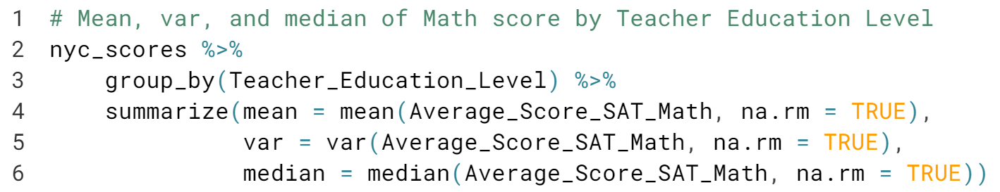 1 # Mean, var, and median of Math score by Teacher Education Level
2 nyc_scores %>%
3     group_by(Teacher_Education_Level) %>%
4     summarize(mean = mean(Average_Score_SAT_Math, na.rm = TRUE),
5               var = var(Average_Score_SAT_Math, na.rm = TRUE),
6               median = median(Average_Score_SAT_Math, na.rm = TRUE))